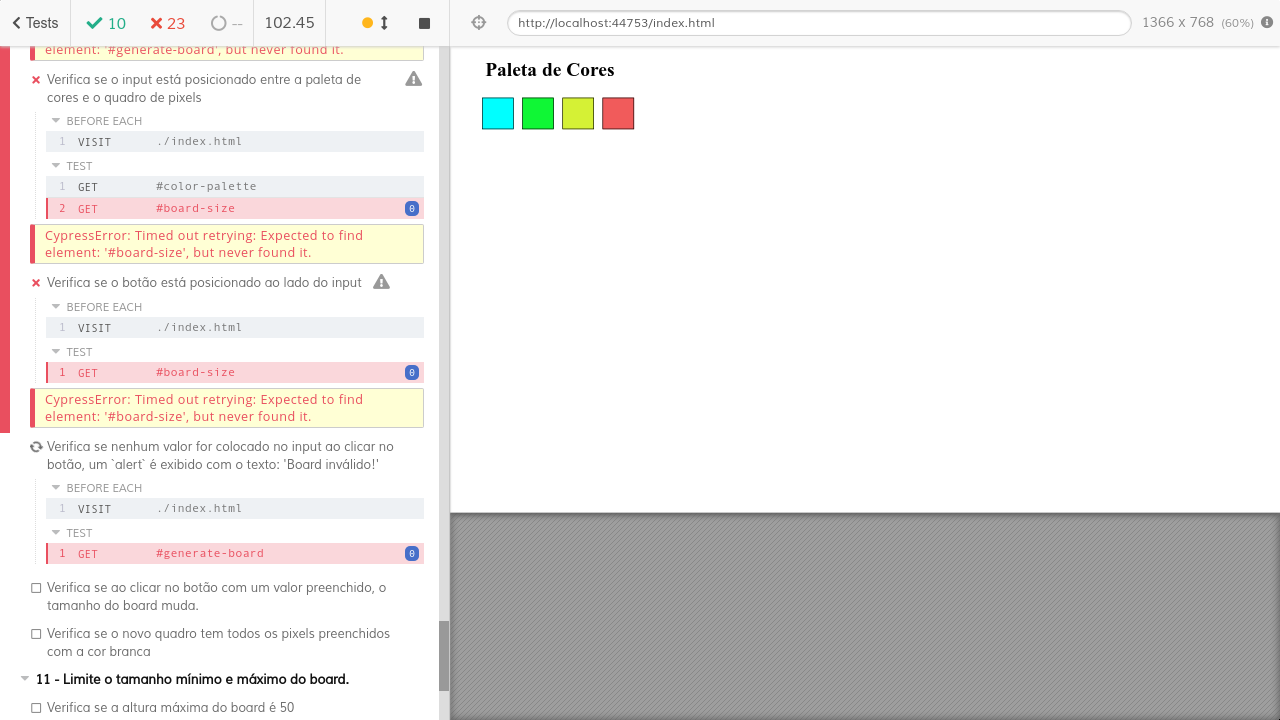 Tests
10
23
--
102.45
http://localhost:44753/index.html
1366 x 768 (60%)
element: '#generate-board', but never found it.
Verifica se o input está posicionado entre a paleta de
cores e o quadro de pixels
BEFORE EACH
1 VISIT ./index.html
TEST
1 GET #color-palette
2 GET #board-size 0
CypressError: Timed out retrying: Expected to find
element: '#board-size', but never found it.
Verifica se o botão está posicionado ao lado do input
BEFORE EACH
1 VISIT ./index.html
TEST
1 GET #board-size 0
CypressError: Timed out retrying: Expected to find
element: '#board-size', but never found it.
Verifica se nenhum valor for colocado no input ao clicar no
botão, um `alert` é exibido com o texto: 'Board inválido!'
BEFORE EACH
1 VISIT ./index.html
TEST
1 GET #generate-board 0
Verifica se ao clicar no botão com um valor preenchido, o
tamanho do board muda.
Verifica se o novo quadro tem todos os pixels preenchidos
com a cor branca
11 - Limite o tamanho mínimo e máximo do board.
Verifica se a altura máxima do board é 50
Paleta de Cores